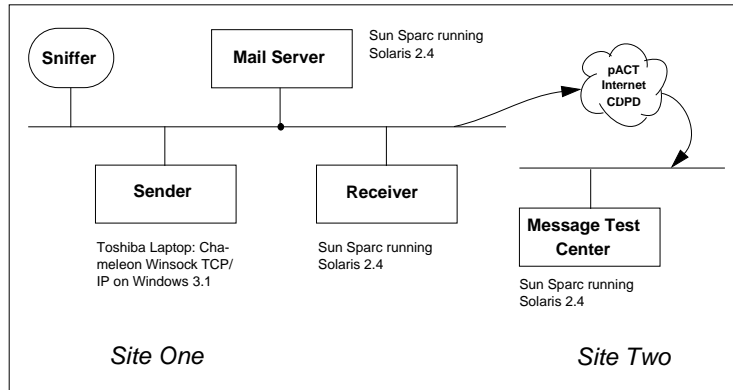 Sniffer
Mail Server
Sun Sparc running
Solaris 2.4
pACT
Internet
CDPD
Sender
Receiver
Toshiba Laptop: Cha-
meleon Winsock TCP/
IP on Windows 3.1
Sun Sparc running
Solaris 2.4
Message Test
Center
Sun Sparc running
Solaris 2.4
Site One
Site Two